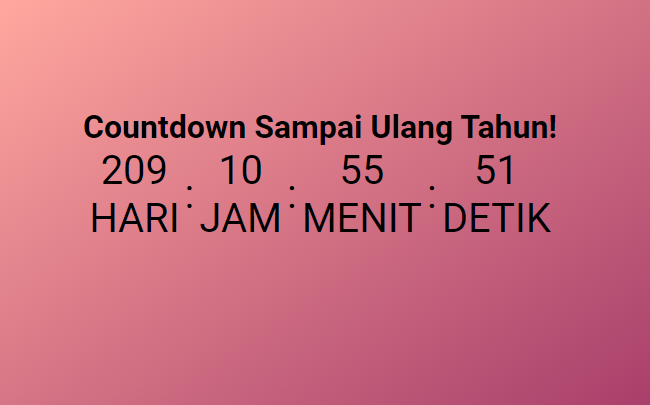 Countdown Sampai Ulang Tahun!
209 : 10 : 55 : 51
HARI JAM MENIT DETIK